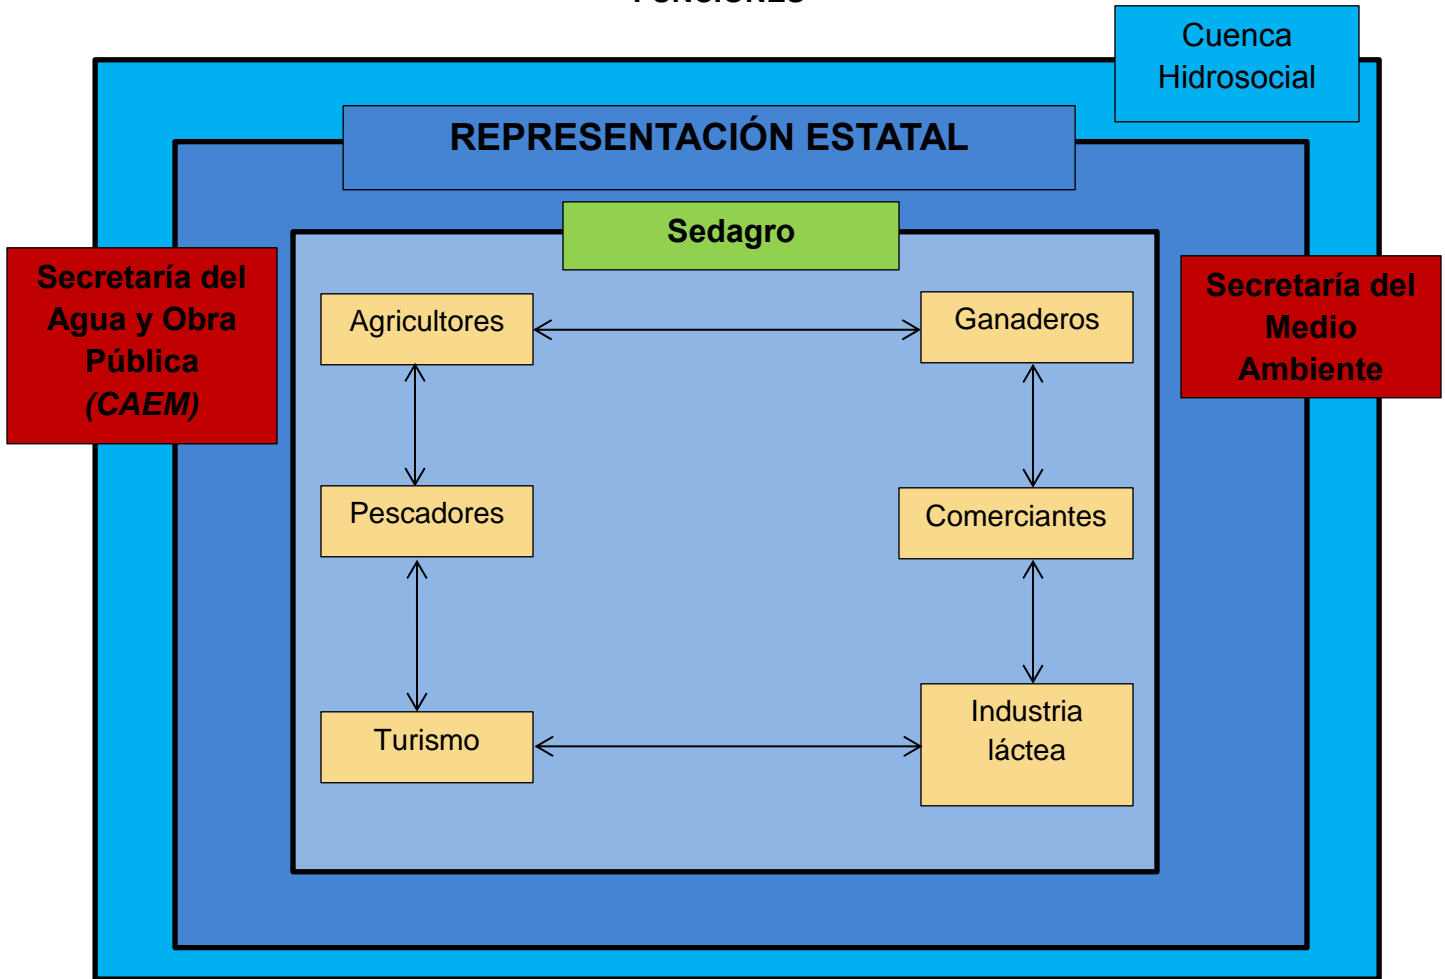 FUNCIONES
Cuenca
Hidrosocial
REPRESENTACIÓN ESTATAL
Sedagro
Secretaría del
Agua y Obra
Pública
(CAEM)
Secretaría del
Medio
Ambiente
Agricultores
Ganaderos
Pescadores
Comerciantes
Turismo
Industria
láctea